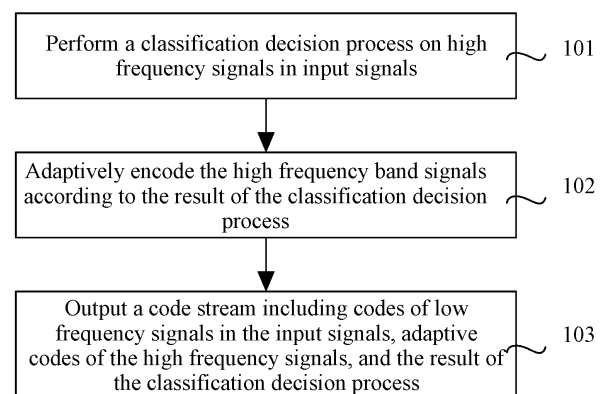 Perform a classification decision process on high
frequency signals in input signals
101
Adaptively encode the high frequency band signals
according to the result of the classification decision
process
102
Output a code stream including codes of low
frequency signals in the input signals, adaptive
codes of the high frequency signals, and the result of
the classification decision process
103